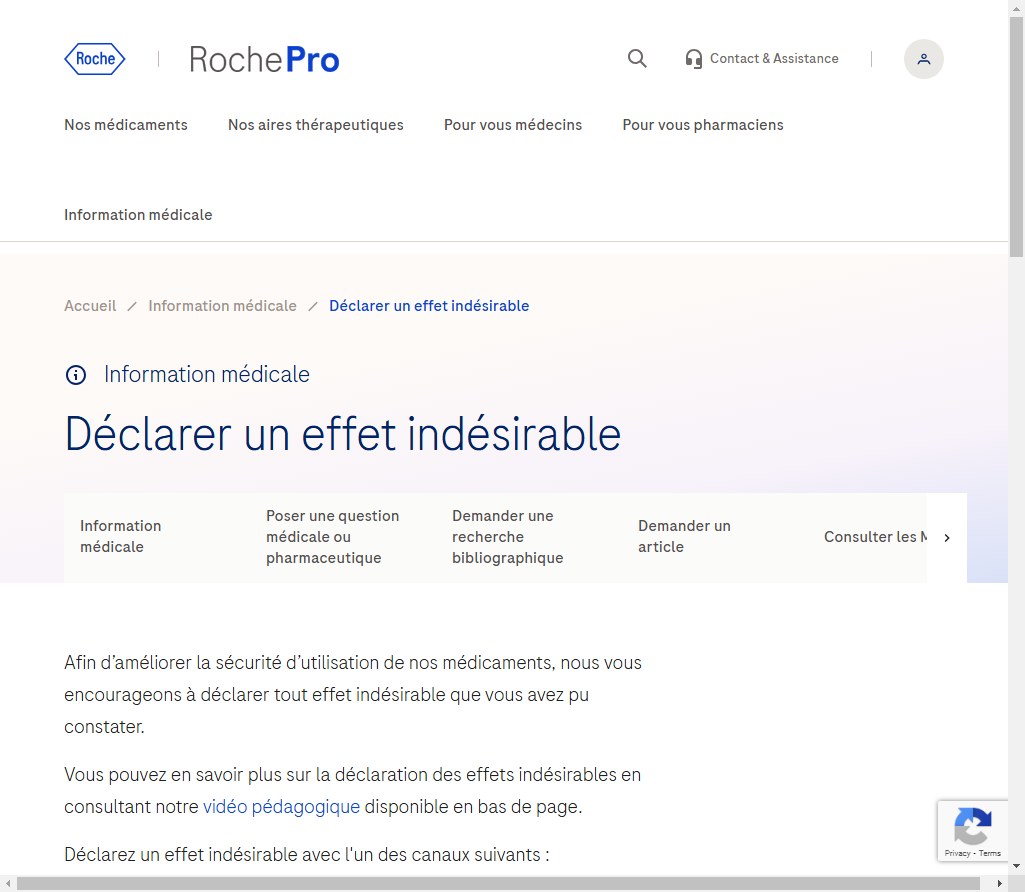 Roche
RochePro
Contact & Assistance
Nos médicaments
Nos aires thérapeutiques
Pour vous médecins
Pour vous pharmaciens
Information médicale
Accueil / Information médicale / Déclarer un effet indésirable
Information médicale
Déclarer un effet indésirable
Information
médicale
Poser une question
médicale ou
pharmaceutique
Demander une
recherche
bibliographique
Demander un
article
Consulter les M
Afin d’améliorer la sécurité d’utilisation de nos médicaments, nous vous
encourageons à déclarer tout effet indésirable que vous avez pu
constater.
Vous pouvez en savoir plus sur la déclaration des effets indésirables en
consultant notre vidéo pédagogique disponible en bas de page.
Déclarez un effet indésirable avec l'un des canaux suivants :
Privacy - Terms